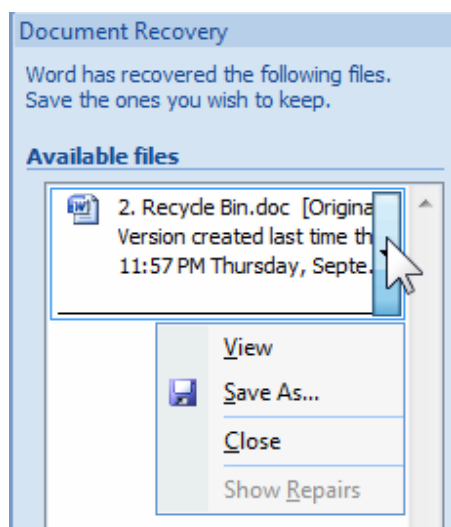 Document Recovery
Word has recovered the following files.
Save the ones you wish to keep.
Available files
2. Recycle Bin.doc [Origina
Version created last time th
11:57 PM Thursday, Septe...
View
Save As...
Close
Show Repairs